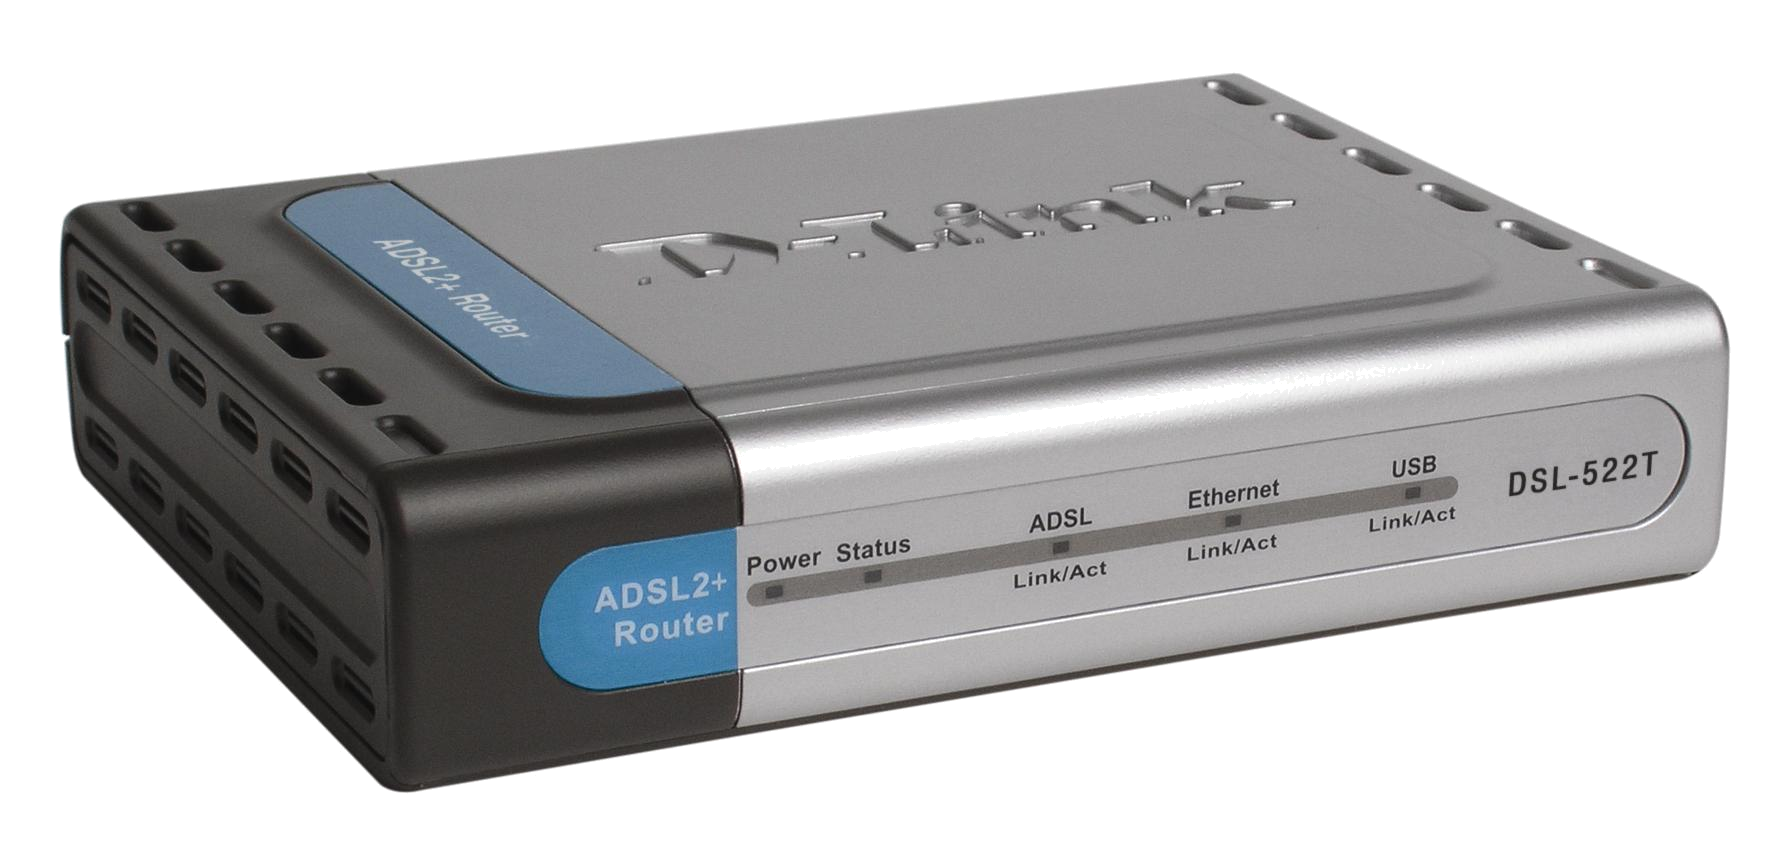 D-Link
ADSL2+ Router
ADSL2+
Router
Power Status
ADSL
Link/Act
Ethernet
Link/Act
USB
Link/Act
DSL-522T